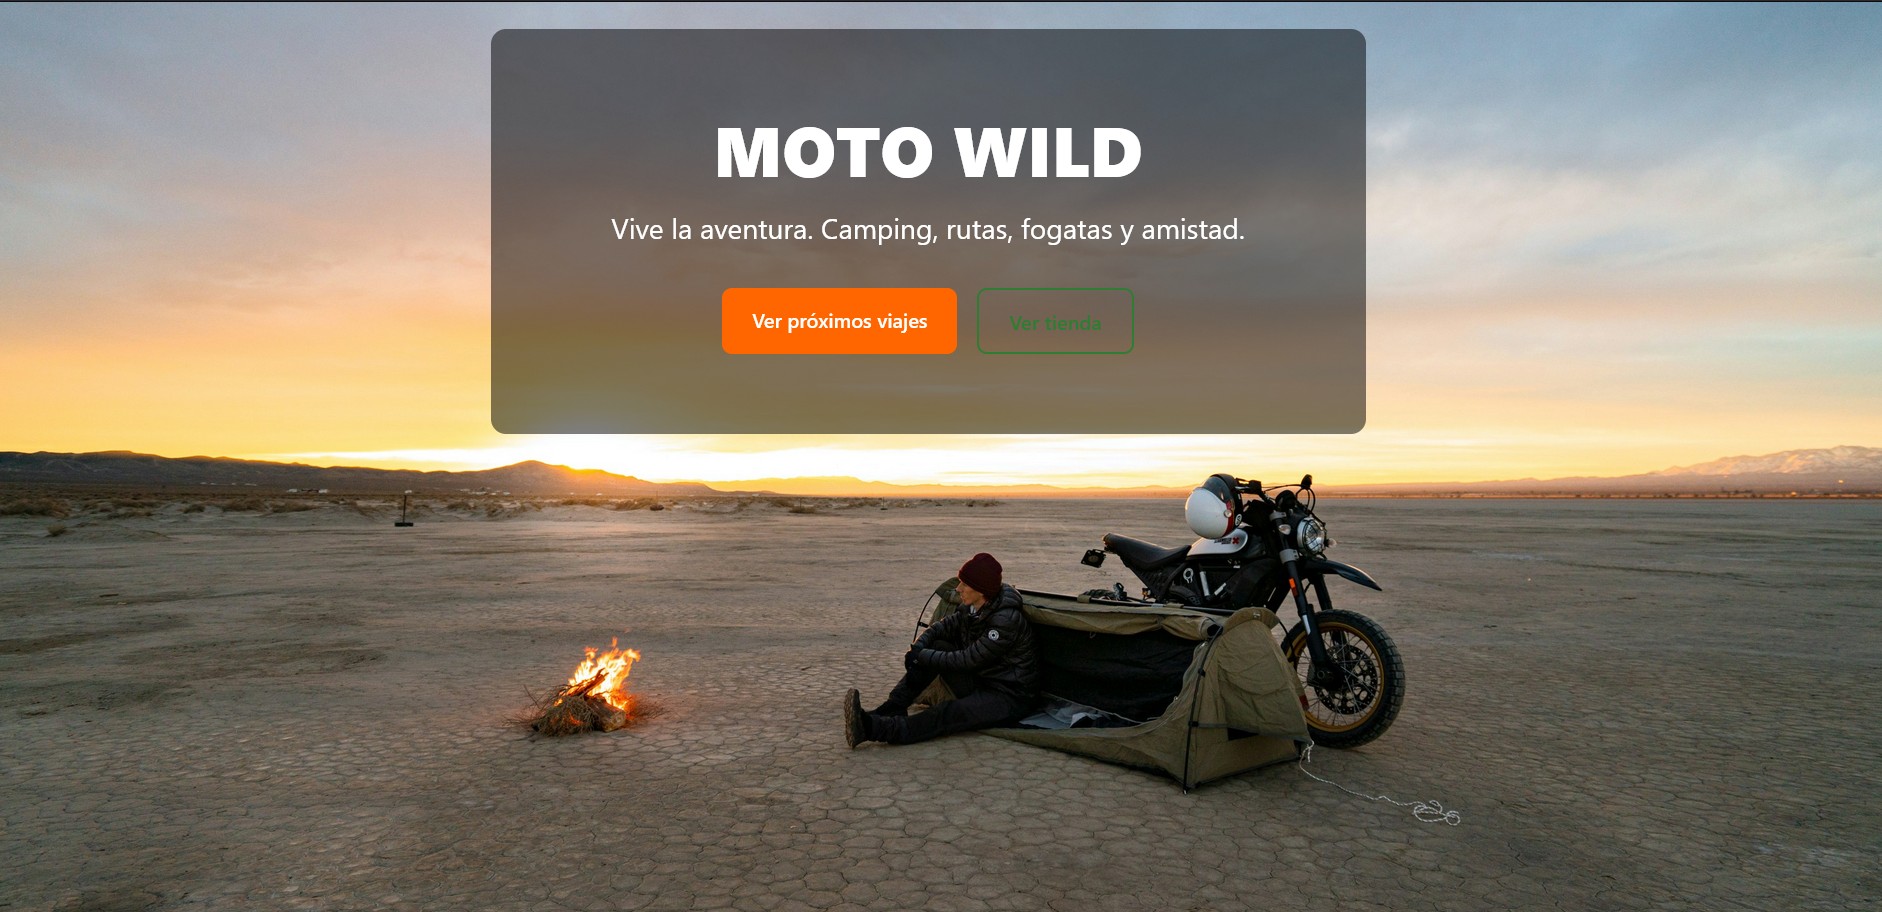 MOTO WILD
Vive la aventura. Camping, rutas, fogatas y amistad.
Ver próximos viajes
Ver tienda